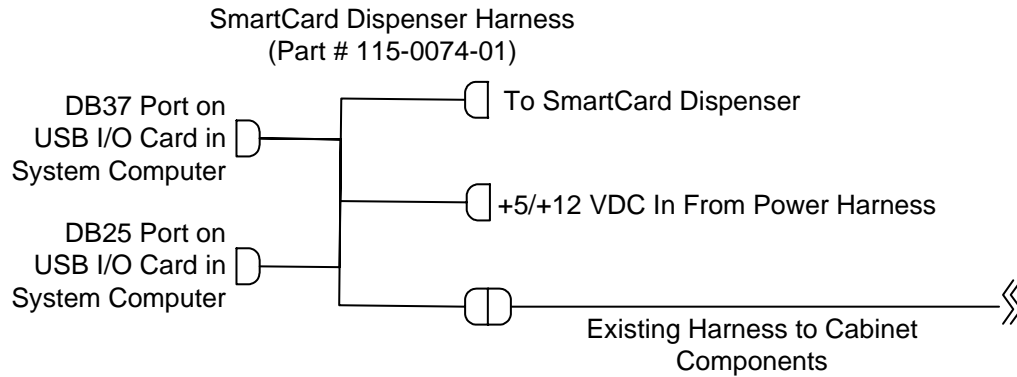 SmartCard Dispenser Harness
(Part # 115-0074-01)
DB37 Port on
USB I/O Card in
System Computer
To SmartCard Dispenser
+5/+12 VDC In From Power Harness
DB25 Port on
USB I/O Card in
System Computer
Existing Harness to Cabinet
Components